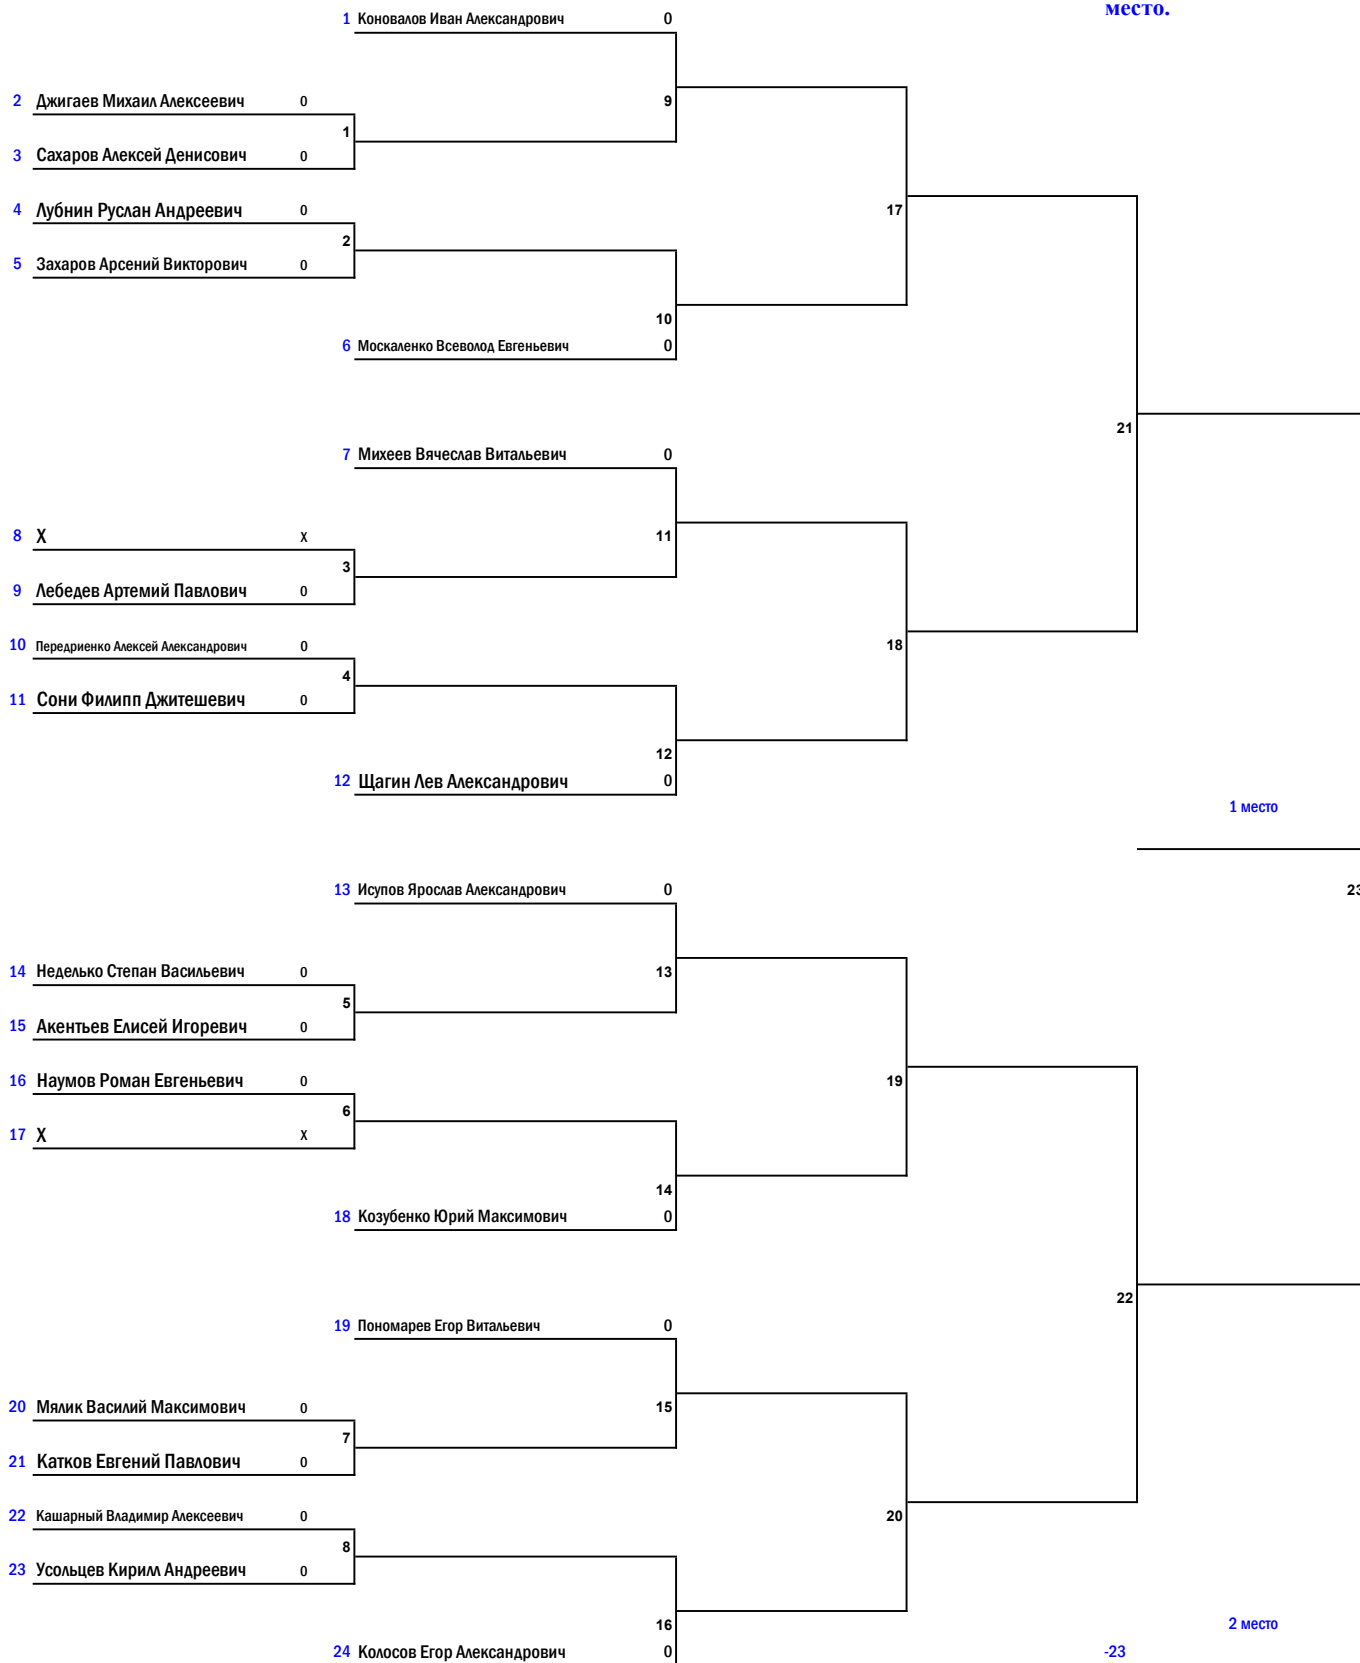 место.
1 Коновалов Иван Александрович 0
2 Джигаев Михаил Алексеевич 0
9
1
3 Сахаров Алексей Денисович 0
4 Лубнин Руслан Андреевич 0
17
2
5 Захаров Арсений Викторович 0
10
6 Москаленко Всеволод Евгеньевич 0
21
7 Михеев Вячеслав Витальевич 0
8 X X
11
3
9 Лебедев Артемий Павлович 0
10 Передриенко Алексей Александрович 0
18
4
11 Сони Филипп Джитешевич 0
12
12 Щагин Лев Александрович 0
1 место
13 Исупов Ярослав Александрович 0
23
14 Неделько Степан Васильевич 0
13
5
15 Акентьев Елисей Игоревич 0
16 Наумов Роман Евгеньевич 0
19
6
17 X X
14
18 Козубенко Юрий Максимович 0
22
19 Пономарев Егор Витальевич 0
20 Мялик Василий Максимович 0
15
7
21 Катков Евгений Павлович 0
22 Кашарный Владимир Алексеевич 0
20
8
23 Усольцев Кирилл Андреевич 0
16
2 место
24 Колосов Егор Александрович 0
-23